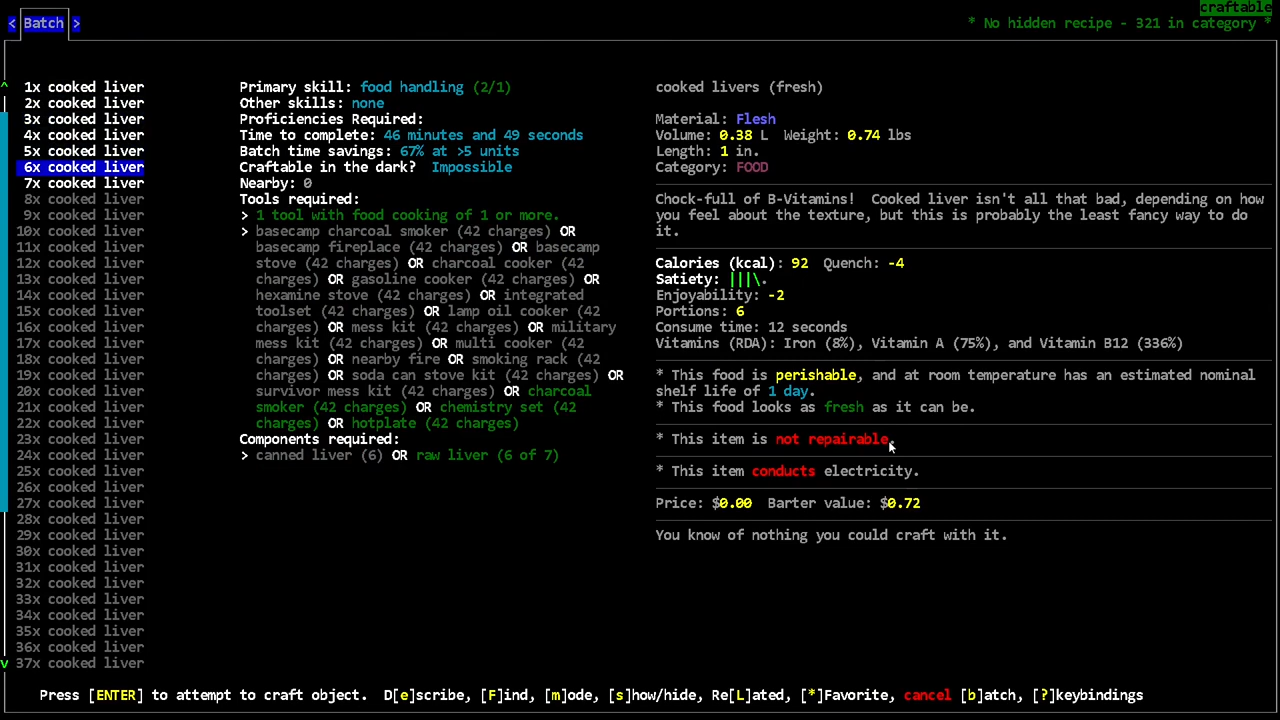 craftable
< Batch >
* No hidden recipe - 321 in category *
^
1x cooked liver
2x cooked liver
3x cooked liver
4x cooked liver
5x cooked liver
6x cooked liver
7x cooked liver
8x cooked liver
9x cooked liver
10x cooked liver
11x cooked liver
12x cooked liver
13x cooked liver
14x cooked liver
15x cooked liver
16x cooked liver
17x cooked liver
18x cooked liver
19x cooked liver
20x cooked liver
21x cooked liver
22x cooked liver
23x cooked liver
24x cooked liver
25x cooked liver
26x cooked liver
27x cooked liver
28x cooked liver
29x cooked liver
30x cooked liver
31x cooked liver
32x cooked liver
33x cooked liver
34x cooked liver
35x cooked liver
36x cooked liver
v 37x cooked liver
Primary skill: food handling (2/1)
Other skills: none
Proficiencies Required:
Time to complete: 46 minutes and 49 seconds
Batch time savings: 67% at >5 units
Craftable in the dark? Impossible
Nearby: 0
Tools required:
> 1 tool with food cooking of 1 or more.
> basecamp charcoal smoker (42 charges) OR
basecamp fireplace (42 charges) OR basecamp
stove (42 charges) OR charcoal cooker (42
charges) OR gasoline cooker (42 charges) OR
hexamine stove (42 charges) OR integrated
toolset (42 charges) OR lamp oil cooker (42
charges) OR mess kit (42 charges) OR military
mess kit (42 charges) OR multi cooker (42
charges) OR nearby fire OR smoking rack (42
charges) OR soda can stove kit (42 charges) OR
survivor mess kit (42 charges) OR charcoal
smoker (42 charges) OR chemistry set (42
charges) OR hotplate (42 charges)
Components required:
> canned liver (6) OR raw liver (6 of 7)
cooked livers (fresh)
Material: Flesh
Volume: 0.38 L Weight: 0.74 lbs
Length: 1 in.
Category: FOOD
Chock-full of B-Vitamins! Cooked liver isn't all that bad, depending on how
you feel about the texture, but this is probably the least fancy way to do
it.
Calories (kcal): 92 Quench: -4
Satiety: |||\.
Enjoyability: -2
Portions: 6
Consume time: 12 seconds
Vitamins (RDA): Iron (8%), Vitamin A (75%), and Vitamin B12 (336%)
* This food is perishable, and at room temperature has an estimated nominal
shelf life of 1 day.
* This food looks as fresh as it can be.
* This item is not repairable.
* This item conducts electricity.
Price: $0.00 Barter value: $0.72
You know of nothing you could craft with it.
Press [ENTER] to attempt to craft object. D[e]scribe, [F]ind, [m]ode, [s]how/hide, Re[L]ated, [*]Favorite, cancel [b]atch, [?]keybindings